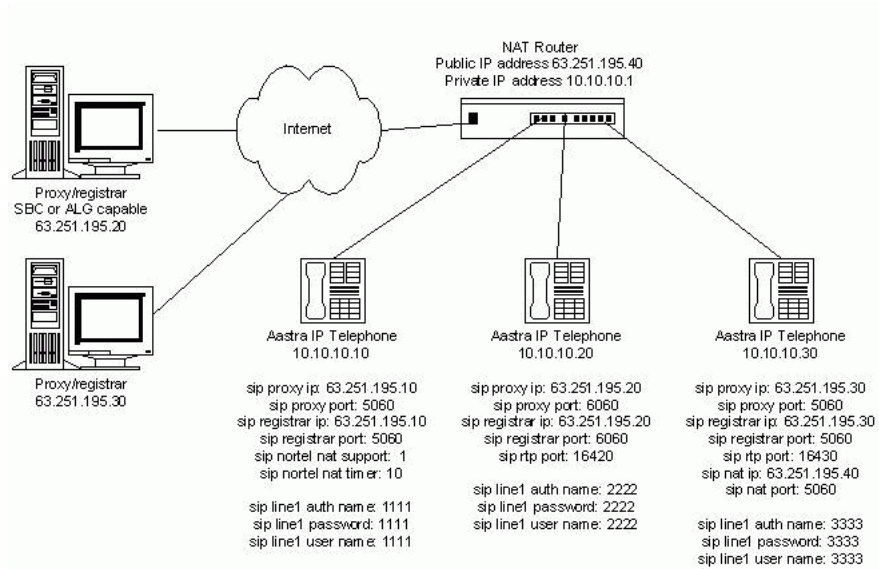 NAT Router
Public IP address 63.251.195.40
Private IP address 10.10.10.1
Internet
Proxy/registrar
SBC or ALG capable
63.251.195.20
Proxy/registrar
63.251.195.30
Aastra IP Telephone
10.10.10.10
sip proxy ip: 63.251.195.10
sip proxy port: 5060
sip registrar ip: 63.251.195.10
sip registrar port: 5060
sip nortel nat support: 1
sip nortel nat timer: 10
sip line1 auth name: 1111
sip line1 password: 1111
sip line1 user name: 1111
Aastra IP Telephone
10.10.10.20
sip proxy ip: 63.251.195.20
sip proxy port: 6060
sip registrar ip: 63.251.195.20
sip registrar port: 6060
sip rtp port: 16420
sip line1 auth name: 2222
sip line1 password: 2222
sip line1 user name: 2222
Aastra IP Telephone
10.10.10.30
sip proxy ip: 63.251.195.30
sip proxy port: 5060
sip registrar ip: 63.251.195.30
sip registrar port: 5060
sip rtp port: 16430
sip nat ip: 63.251.195.40
sip nat port: 5060
sip line1 auth name: 3333
sip line1 password: 3333
sip line1 user name: 3333